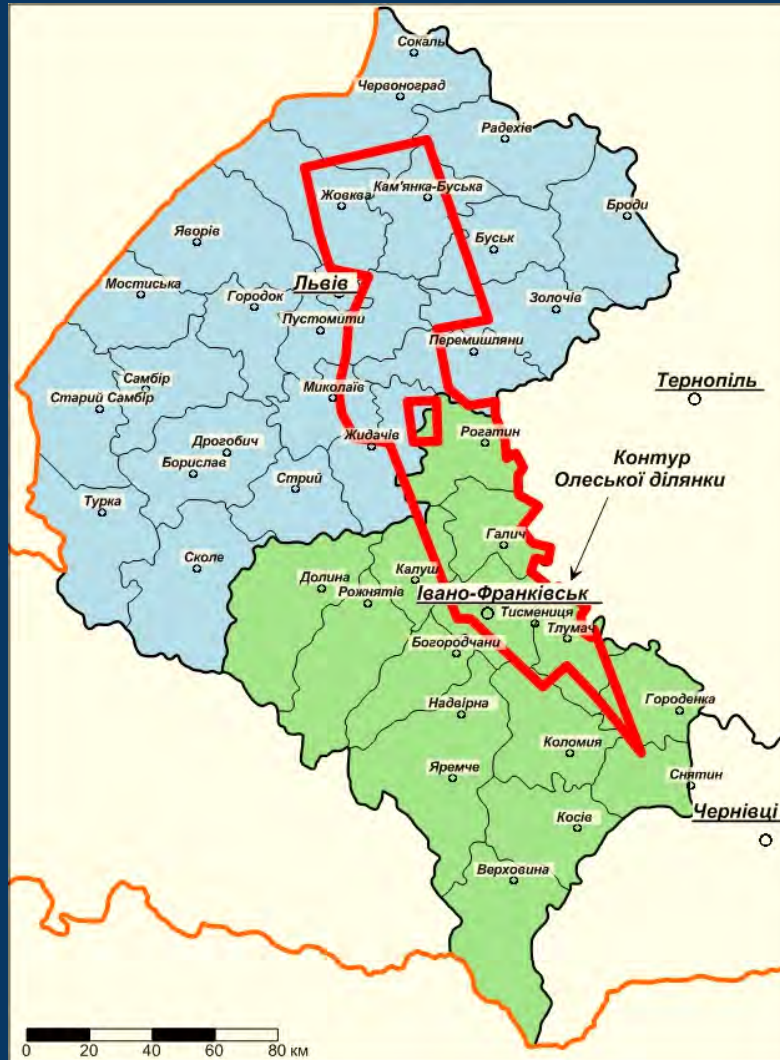 Сокаль
Червоноград
Радехів
Кам'янка-Буська
Жовква
Броди
Яворів
Буськ
Мостиська
Львів
Городок
Золочів
Пустомити
Перемишляни
Самбір
Миколаїв
Тернопіль
Старий Самбір
Дрогобич
Жидачів
Рогатин
Борислав
Контур
Олеської ділянки
Стрий
Турка
Галич
Сколе
Калуш
Долина
Рожнятів
Івано-Франківськ
Тисмениця
Тлумач
Богородчани
Городенка
Надвірна
Коломия
Яремче
Снятин
Чернівці
Косів
Верховина
0 20 40 60 80 км